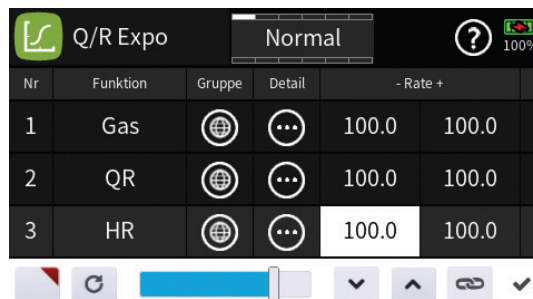 Q/R Expo Normal ? 100%
Nr Funktion Gruppe Detail - Rate +
1 Gas 100.0 100.0
2 QR 100.0 100.0
3 HR 100.0 100.0